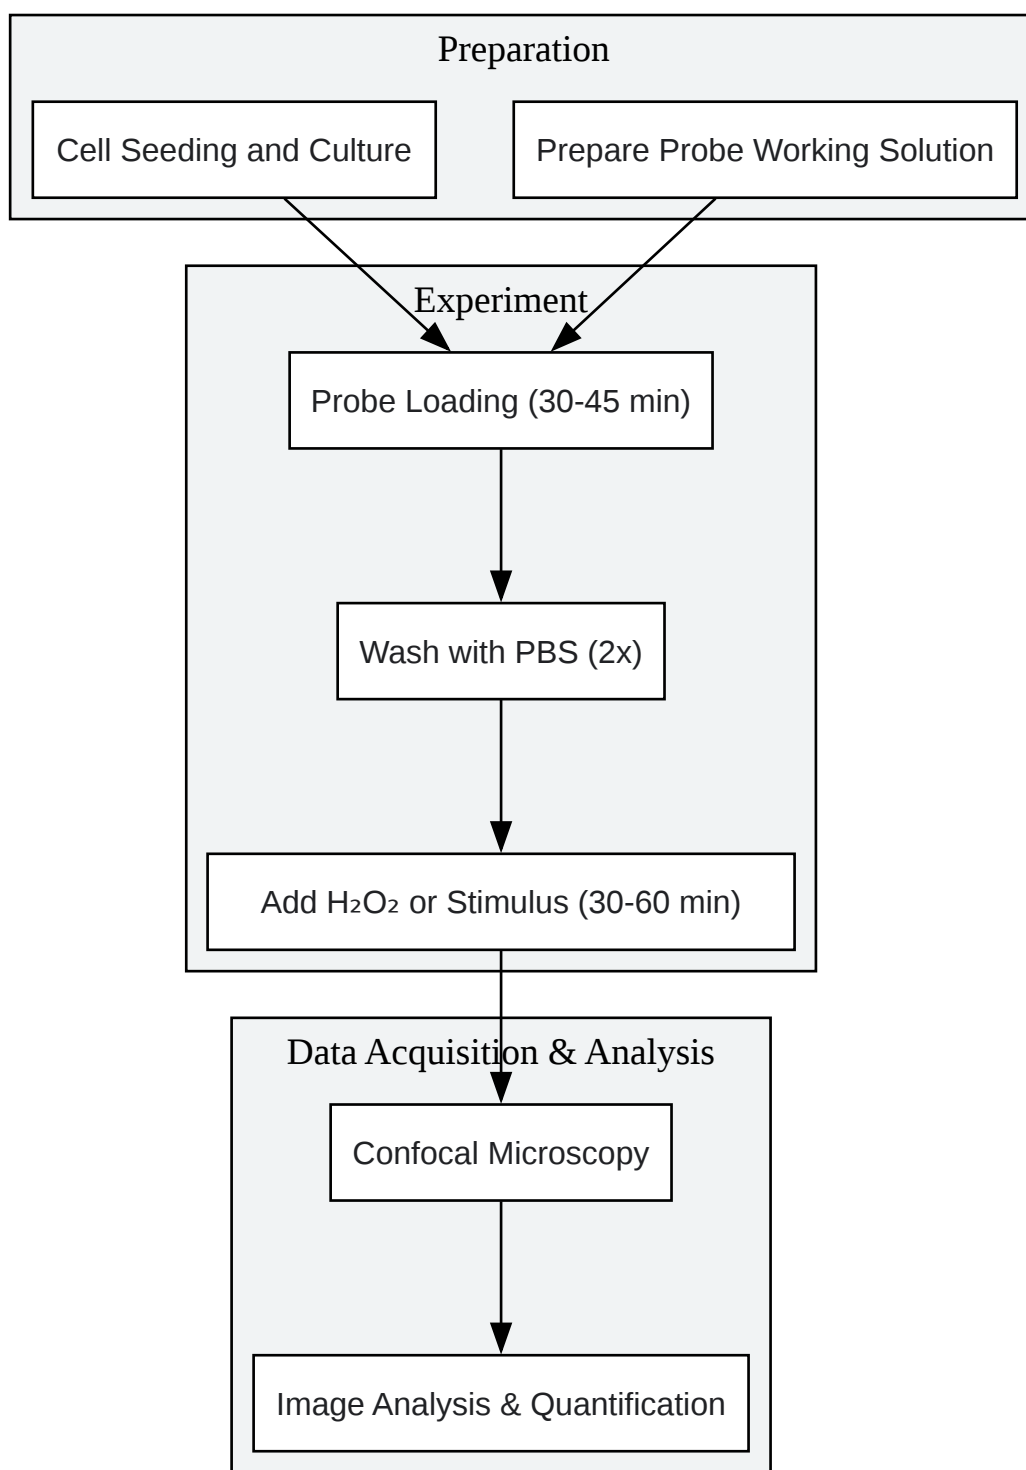 Preparation
Cell Seeding and Culture
Prepare Probe Working Solution
Experiment
Probe Loading (30-45 min)
Wash with PBS (2x)
Add H₂O₂ or Stimulus (30-60 min)
Data Acquisition & Analysis
Confocal Microscopy
Image Analysis & Quantification